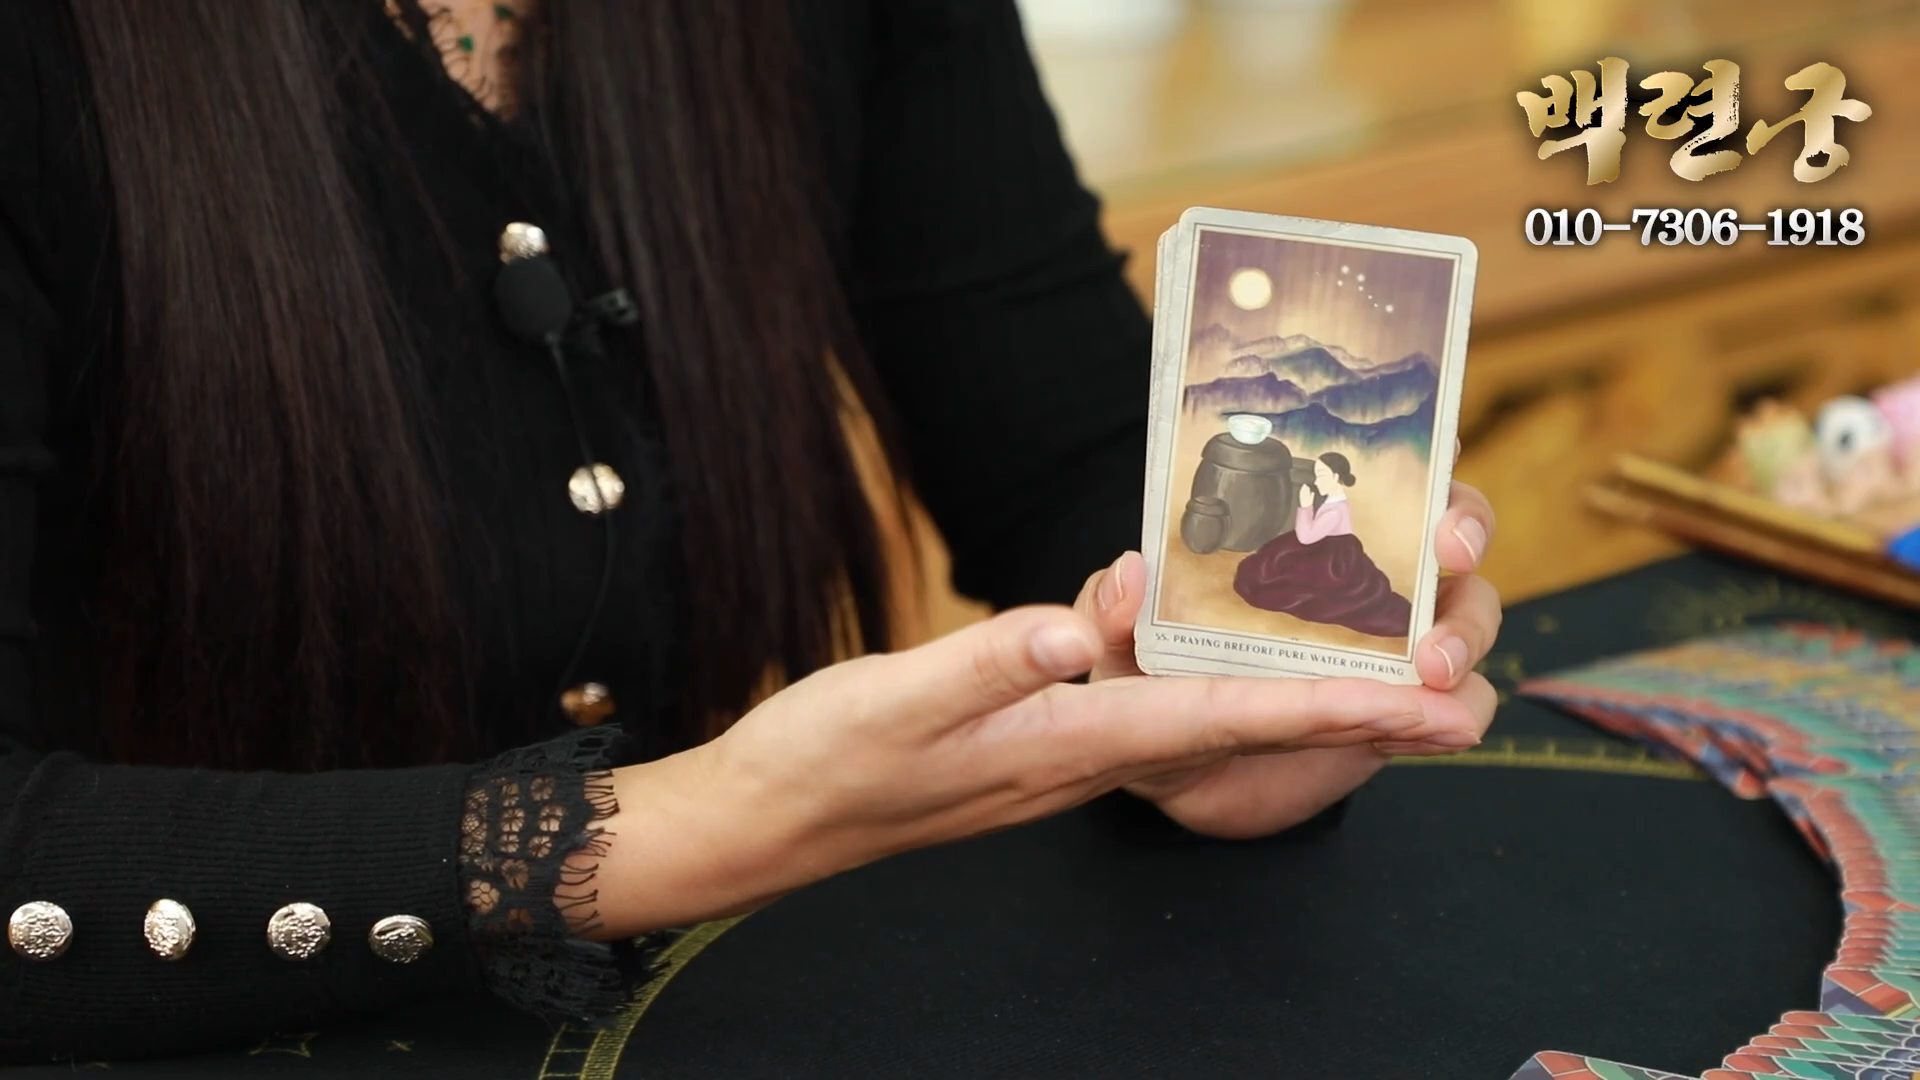 백련궁
010-7306-1918
55. PRAYING BREFORE PURE WATER OFFERING